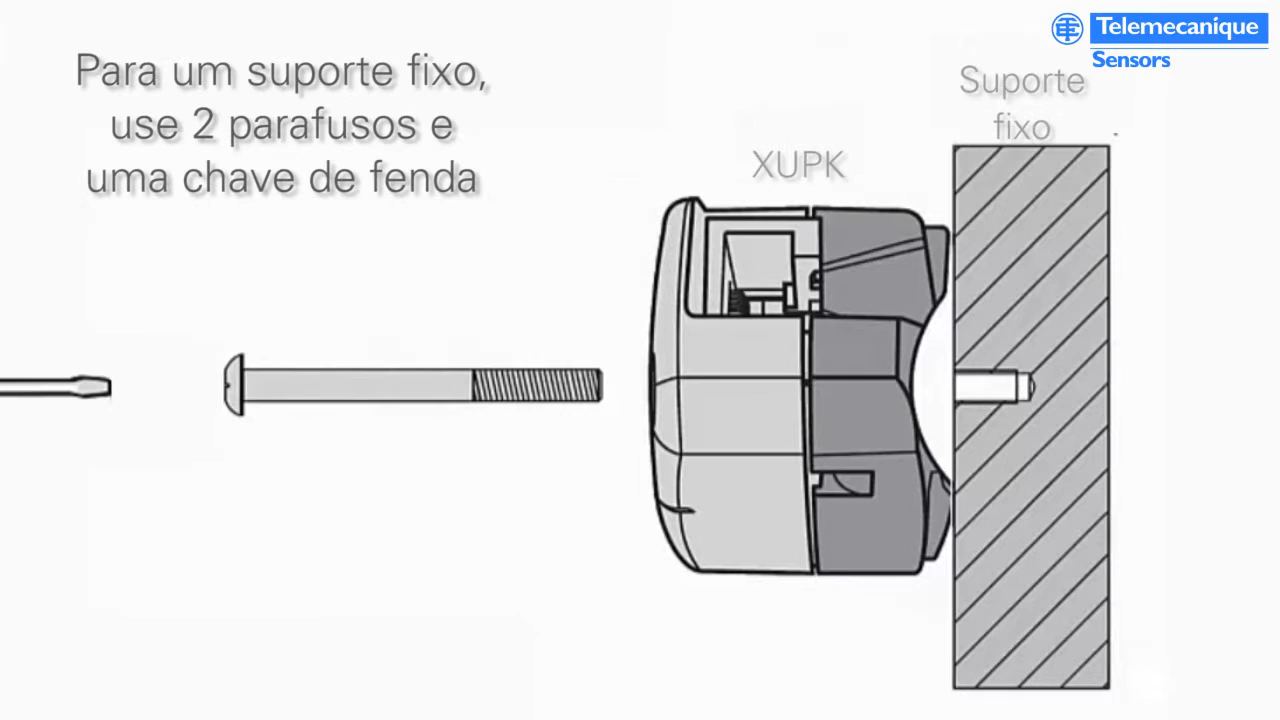 Para um suporte fixo,
use 2 parafusos e
uma chave de fenda
XUPK
Suporte
fixo
Telemecanique
Sensors